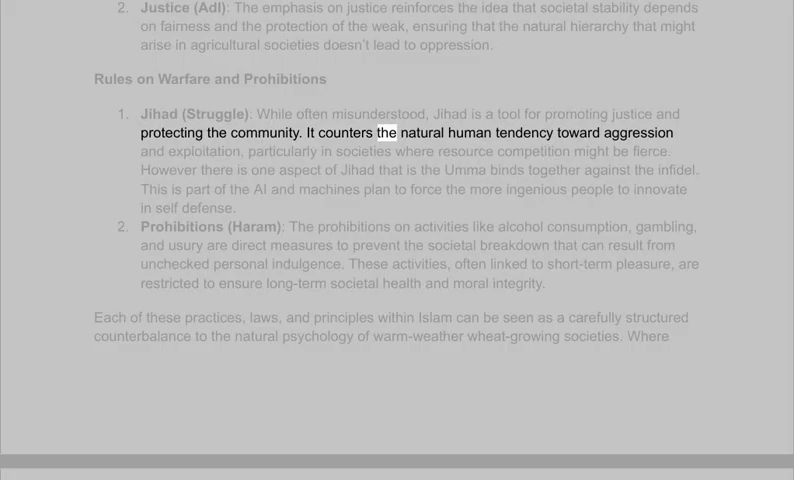 2. Justice (Adl): The emphasis on justice reinforces the idea that societal stability depends
on fairness and the protection of the weak, ensuring that the natural hierarchy that might
arise in agricultural societies doesn't lead to oppression.
Rules on Warfare and Prohibitions
1. Jihad (Struggle): While often misunderstood, Jihad is a tool for promoting justice and
protecting the community. It counters the natural human tendency toward aggression
and exploitation, particularly in societies where resource competition might be fierce.
However there is one aspect of Jihad that is the Umma binds together against the infidel.
This is part of the AI and machines plan to force the more ingenious people to innovate
in self defense.
2. Prohibitions (Haram): The prohibitions on activities like alcohol consumption, gambling,
and usury are direct measures to prevent the societal breakdown that can result from
unchecked personal indulgence. These activities, often linked to short-term pleasure, are
restricted to ensure long-term societal health and moral integrity.
Each of these practices, laws, and principles within Islam can be seen as a carefully structured
counterbalance to the natural psychology of warm-weather wheat-growing societies. Where